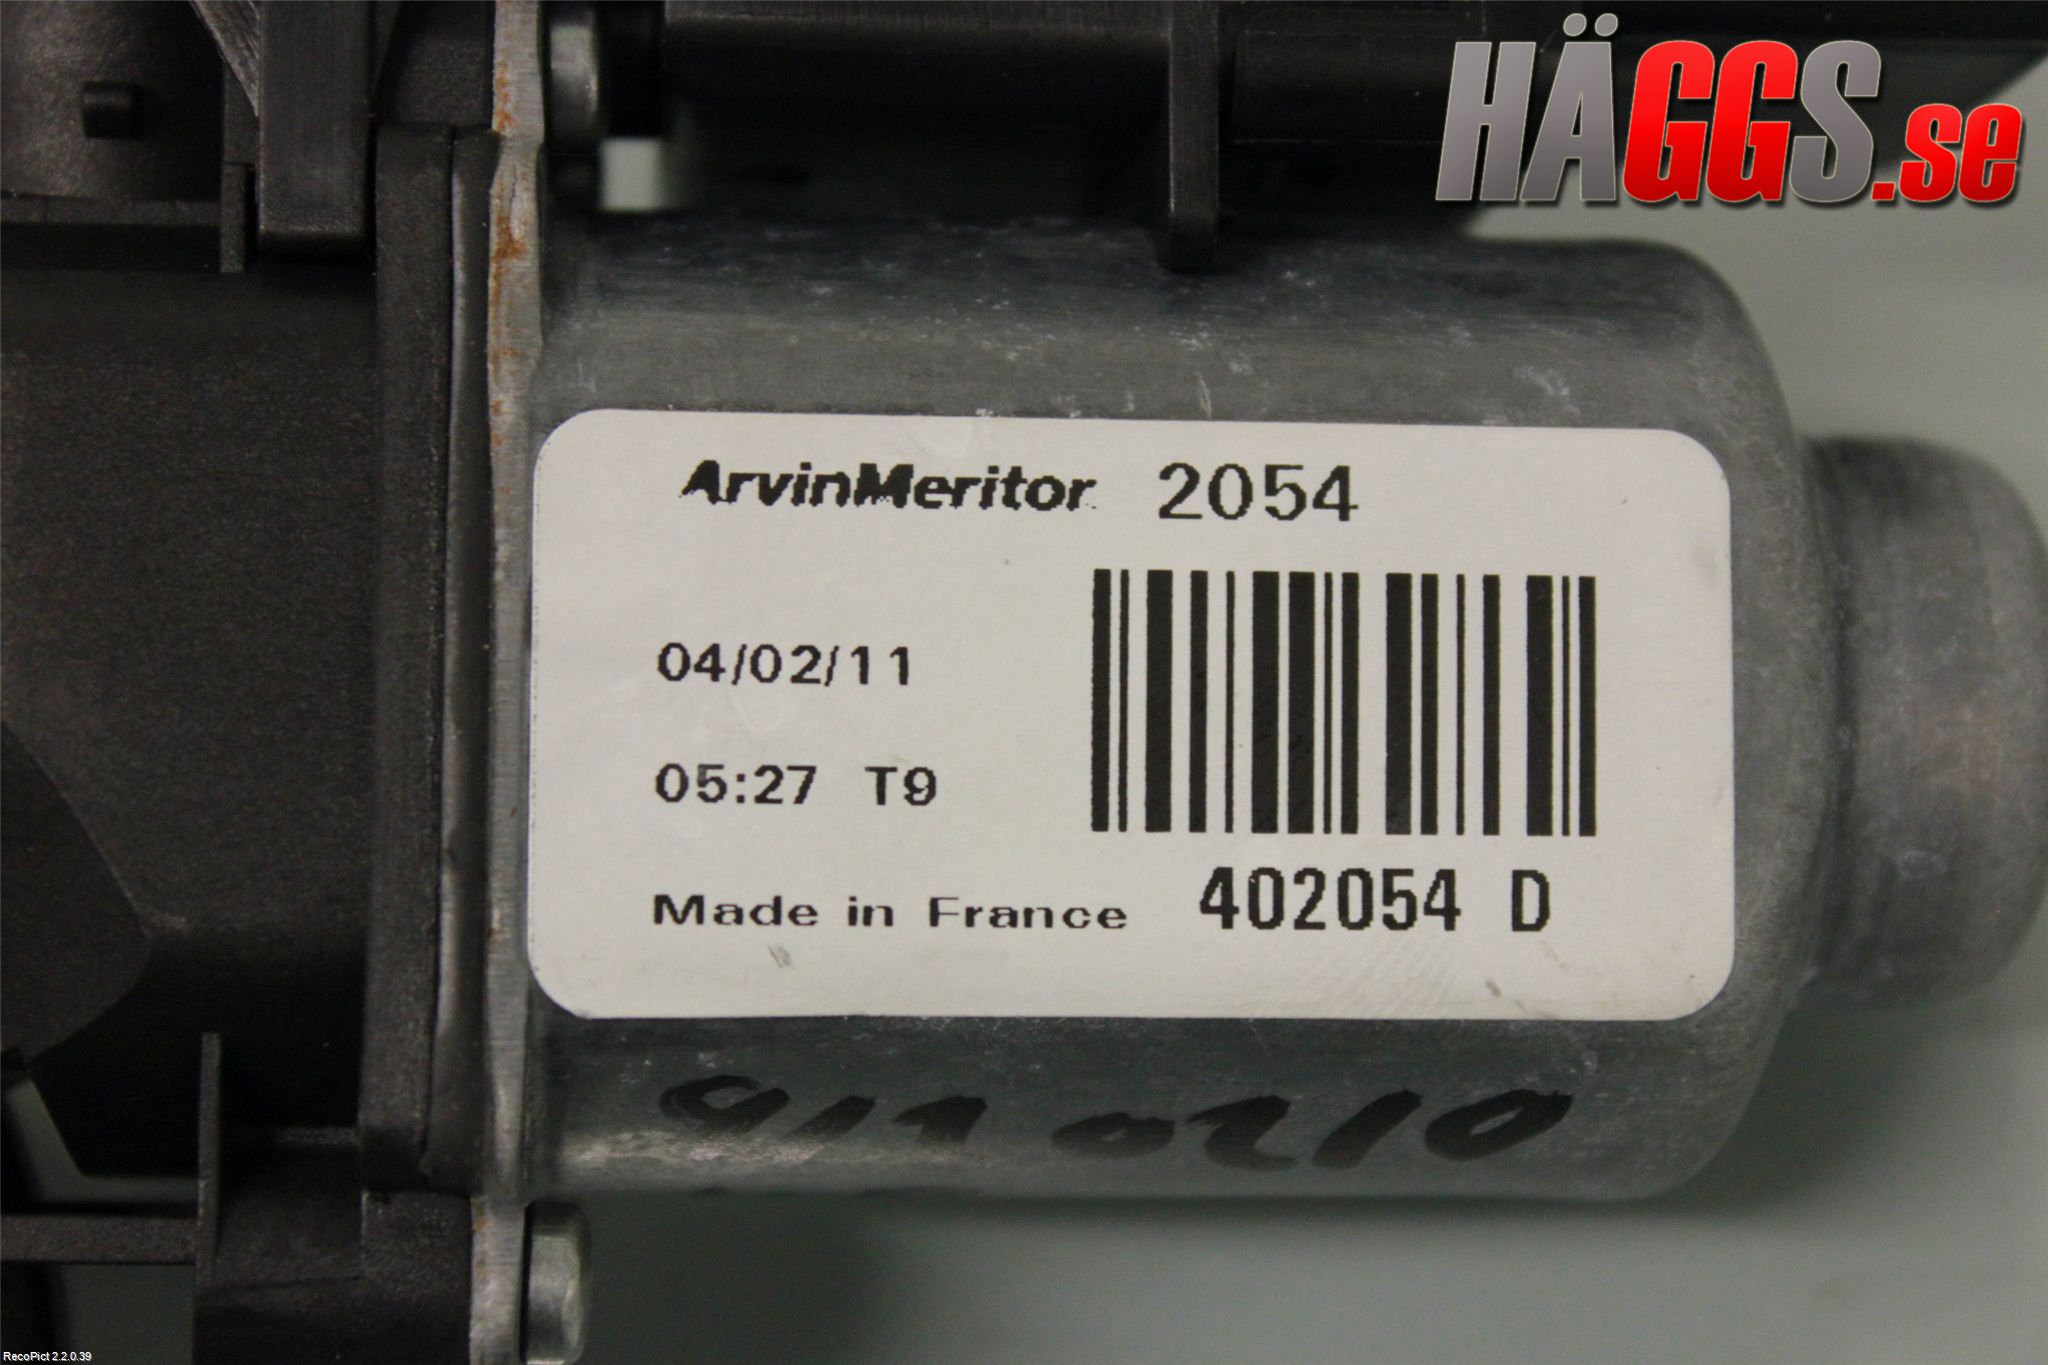 HÄGGS.se
ArvinMeritor 2054
04/02/11
05:27 T9
Made in France 402054 D
RecoPict 2.2.0.39